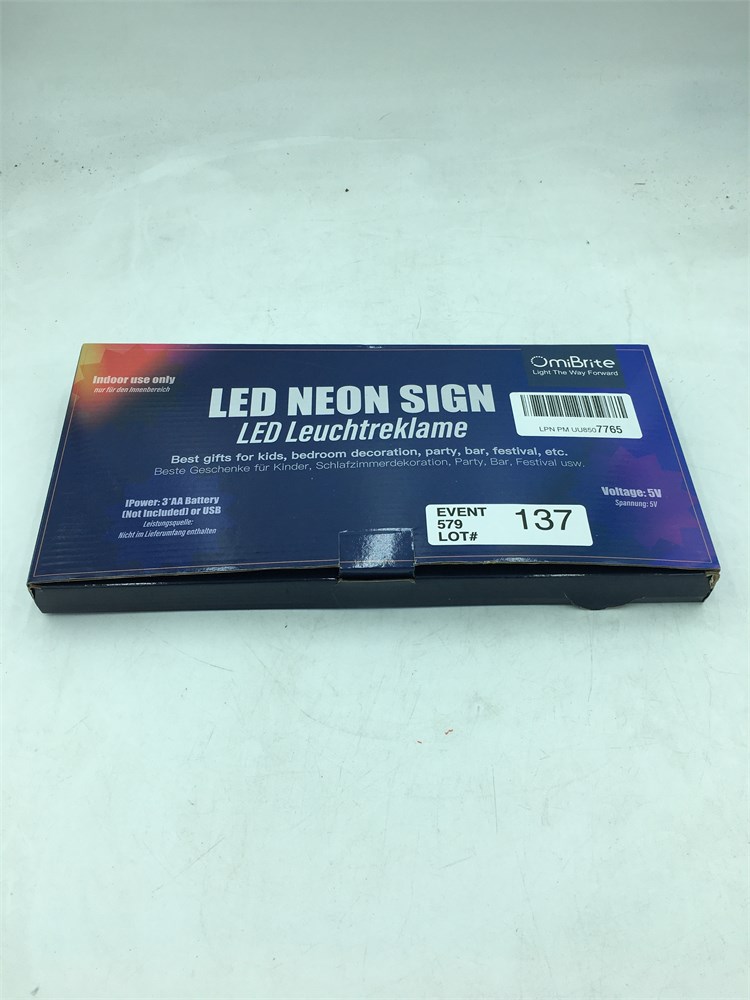 OmiBrite
Light The Way Forward
Indoor use only
nur für den Innenbereich
LED NEON SIGN
LED Leuchtreklame
LPN PM UU8507765
Best gifts for kids, bedroom decoration, party, bar, festival, etc.
Beste Geschenke für Kinder, Schlafzimmerdekoration, Party, Bar, Festival usw.
IPower: 3*AA Battery
(Not Included) or USB
Leistungsquelle:
Nicht im Lieferumfang enthalten
Voltage: 5V
Spannung: 5V
EVENT
579
LOT#
137